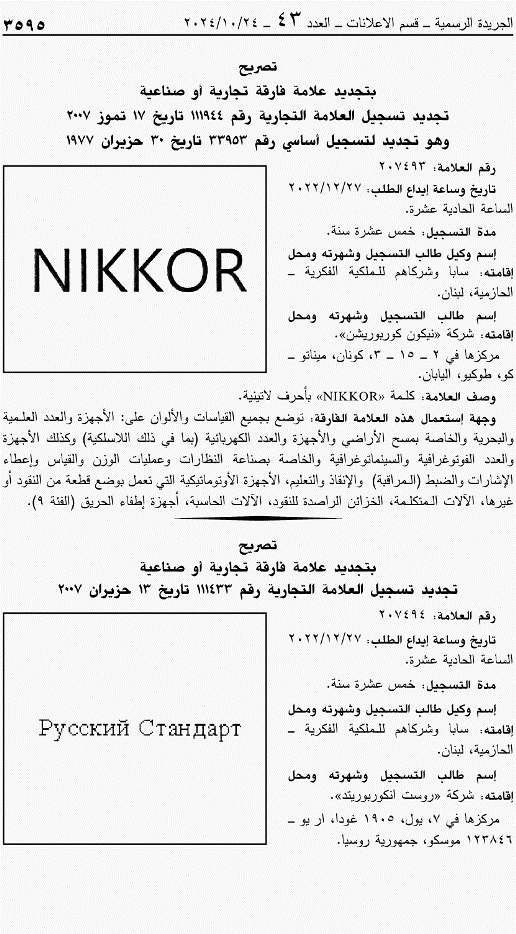 الجريدة الرسمية ــ قسم الاعلانات ــ العدد ٤٣ ــ ٢٠٢٤/١٠/٢٤
٣٥٩٥
تصريح
بتجديد علامة فارقة تجارية أو صناعية
تجديد تسجيل العلامة التجارية رقم ١١١٩٤٤ تاريخ ١٧ تموز ٢٠٠٧
وهو تجديد لتسجيل أساسي رقم ٣٣٩٥٣ تاريخ ٣٠ حزيران ١٩٧٧
رقم العلامة: ٢٠٧٤٩٣
تاريخ وساعة إيداع الطلب: ٢٠٢٢/١٢/٢٧
الساعة الحادية عشرة.
مدة التسجيل: خمس عشرة سنة.
إسم وكيل طالب التسجيل وشهرته ومحل
إقامته: سابا وشركاهم للملكية الفكرية ــ
الحازمية، لبنان.
إسم طالب التسجيل وشهرته ومحل
إقامته: شركة «نيكون كوربوريشن».
مركزها في ٢ ــ ١٥ ــ ٣، كونان، ميناتو ــ
كو، طوكيو، اليابان.
NIKKOR
وصف العلامة: كلمة «NIKKOR» بأحرف لاتينية.
وجهة إستعمال هذه العلامة الفارقة: توضع بجميع القياسات والألوان على: الأجهزة والعدد العلمية
والبحرية والخاصة بمسح الأراضي والأجهزة والعدد الكهربائية (بما في ذلك اللاسلكية) وكذلك الأجهزة
والعدد الفوتوغرافية والسينماتوغرافية والخاصة بصناعة النظارات وعمليات الوزن والقياس وإعطاء
الإشارات والضبط (المراقبة) والإنقاذ والتعليم، الأجهزة الأوتوماتيكية التي تعمل بوضع قطعة من النقود أو
غيرها، الآلات المتكلمة، الخزائن الراصدة للنقود، الآلات الحاسبة، أجهزة إطفاء الحريق (الفئة ٩).
تصريح
بتجديد علامة فارقة تجارية أو صناعية
تجديد تسجيل العلامة التجارية رقم ١١١٤٣٣ تاريخ ١٣ حزيران ٢٠٠٧
رقم العلامة: ٢٠٧٤٩٤
تاريخ وساعة إيداع الطلب: ٢٠٢٢/١٢/٢٧
الساعة الحادية عشرة.
مدة التسجيل: خمس عشرة سنة.
إسم وكيل طالب التسجيل وشهرته ومحل
إقامته: سابا وشركاهم للملكية الفكرية ــ
الحازمية، لبنان.
إسم طالب التسجيل وشهرته ومحل
إقامته: شركة «روست انكوربوريتد».
مركزها في ٧، يول، ١٩٠٥ غودا، ار يو ــ
١٢٣٨٤٦ موسكو، جمهورية روسيا.
Русский Стандарт